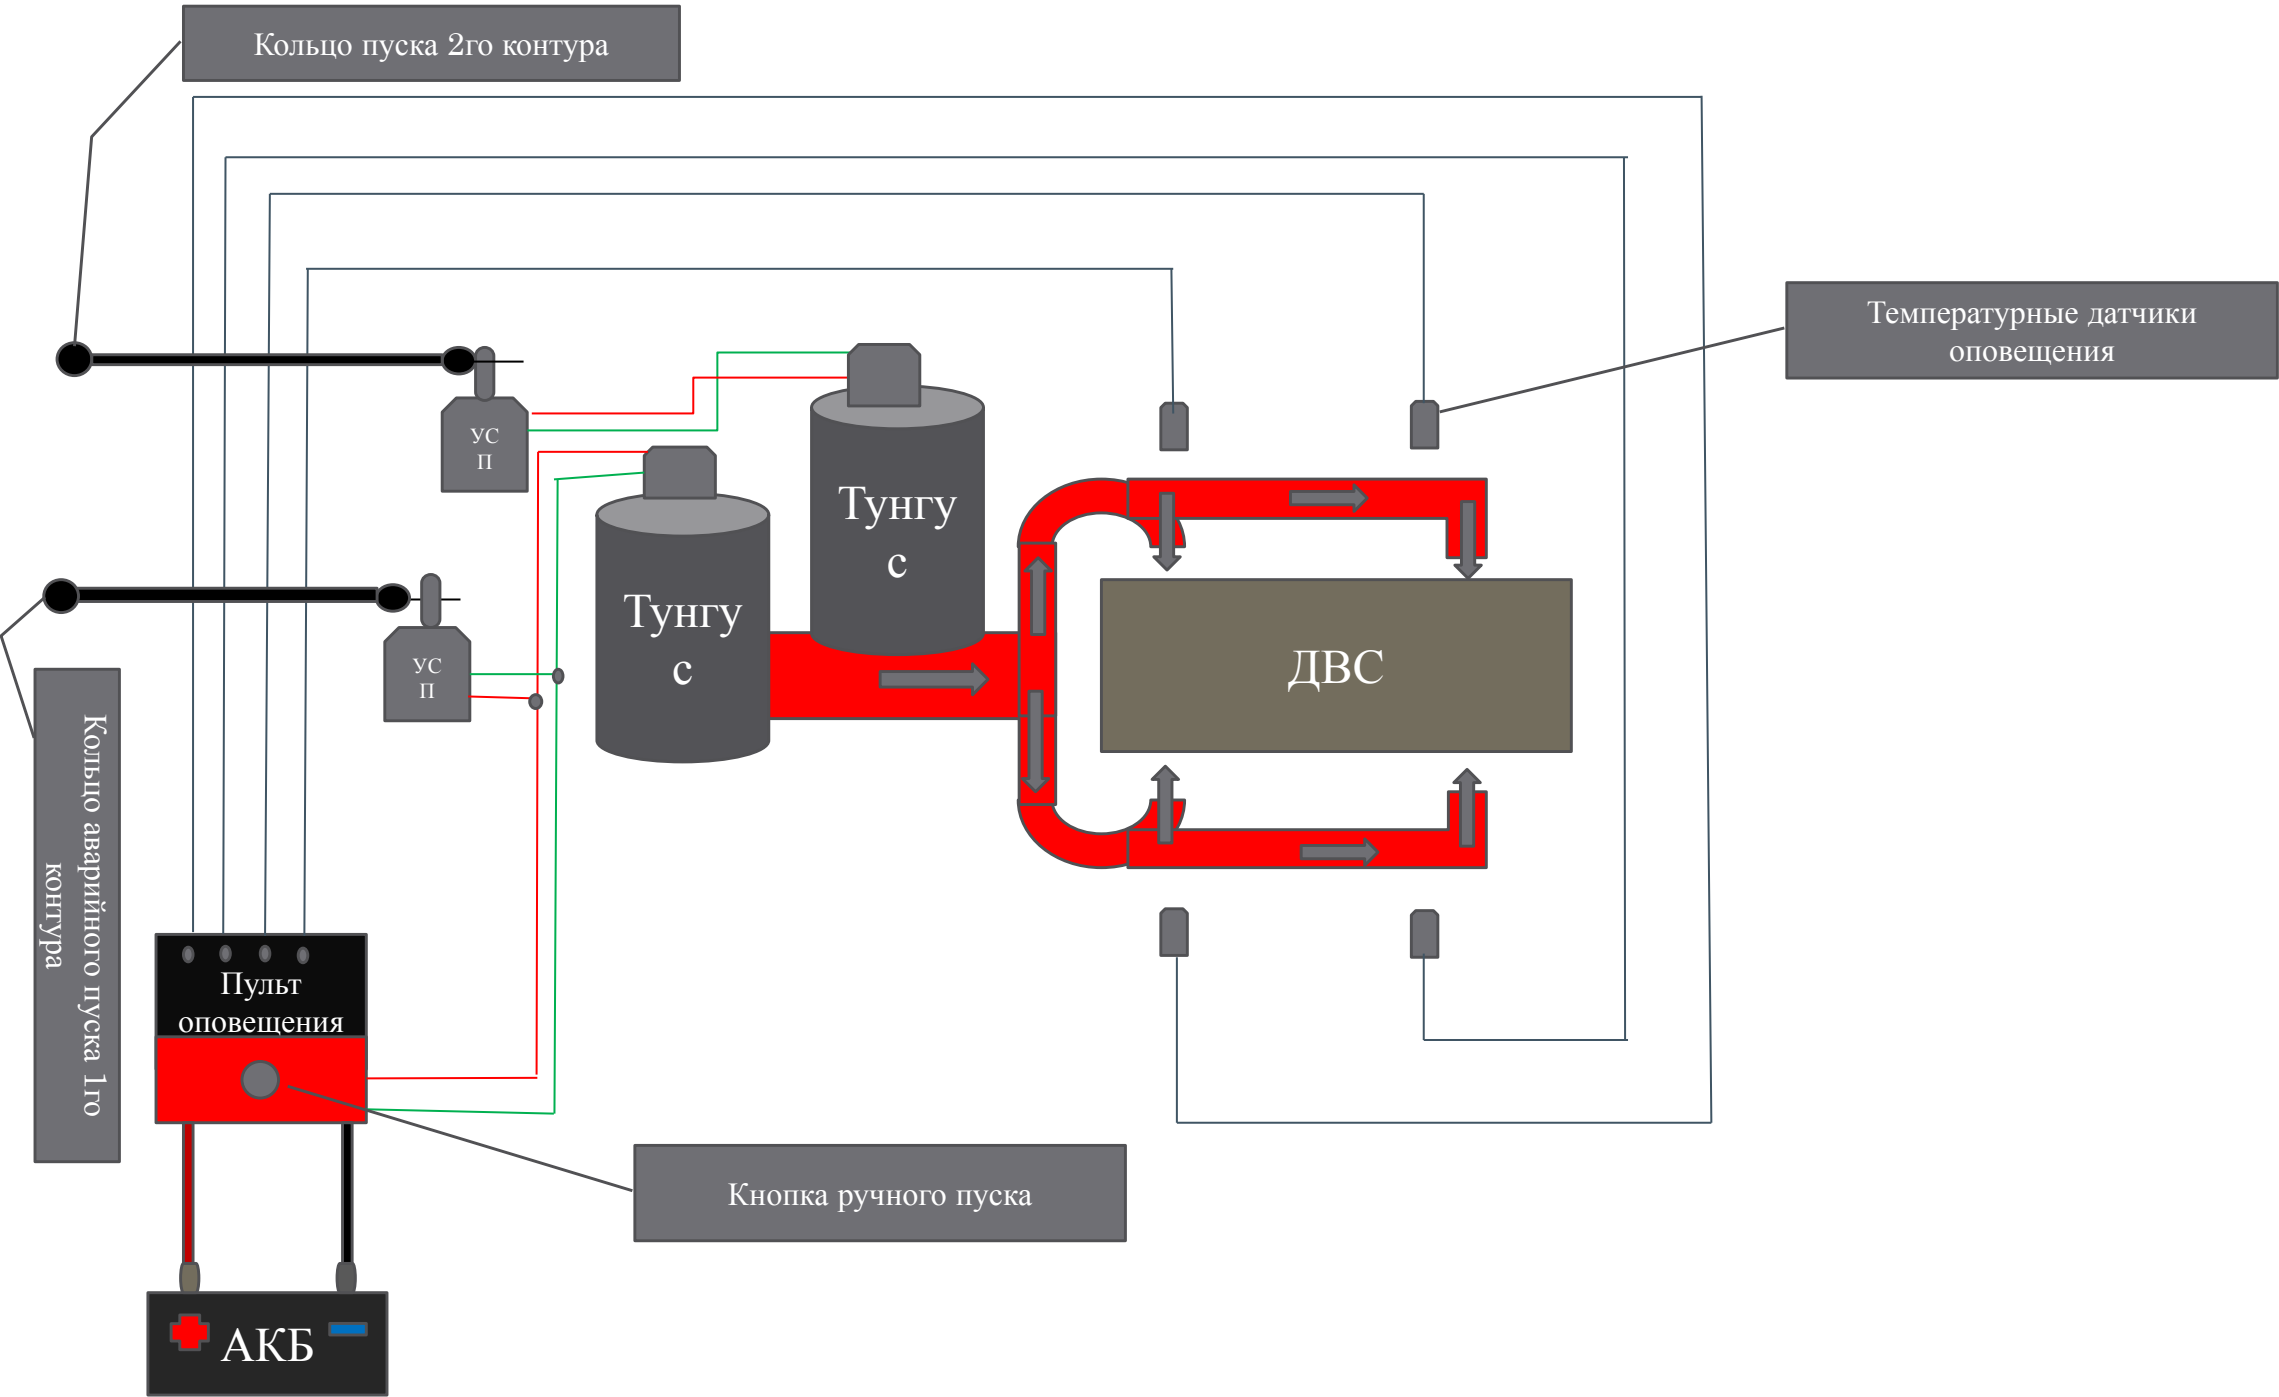 Кольцо пуска 2го контура
Температурные датчики
оповещения
УС
П
Тунгу
с
Тунгу
с
УС
П
ДВС
Кольцо аварийного пуска 1го
контура
Пульт
оповещения
Кнопка ручного пуска
АКБ